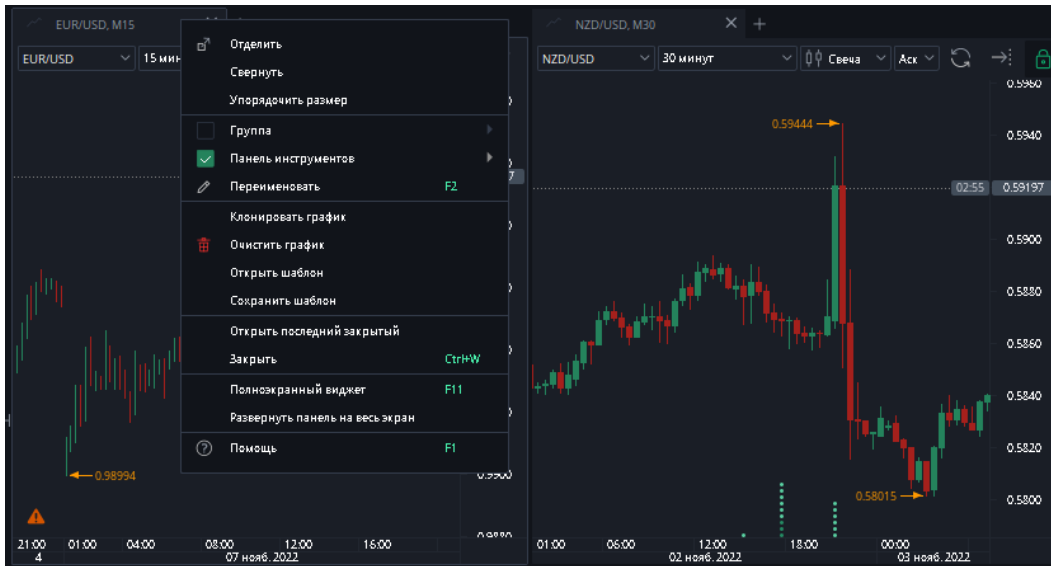 EUR/USD, M15
EUR/USD
15 мин
Отделить
Свернуть
Упорядочить размер
Группа
Панель инструментов
Переименовать F2
Клонировать график
Очистить график
Открыть шаблон
Сохранить шаблон
Открыть последний закрытый
Закрыть Ctrl+W
Полноэкранный виджет F11
Развернуть панель на весь экран
Помощь F1
0.98994
0.9900
21:00 01:00 04:00 08:00 12:00 16:00
4 07 нояб. 2022
NZD/USD, M30
NZD/USD 30 минут Свеча Аск
0.5960
0.59444
0.5940
02:55 0.59197
0.5900
0.5880
0.5860
0.5840
0.5820
0.58015
0.5800
01:00 06:00 12:00 18:00 00:00
02 нояб. 2022 03 нояб. 2022